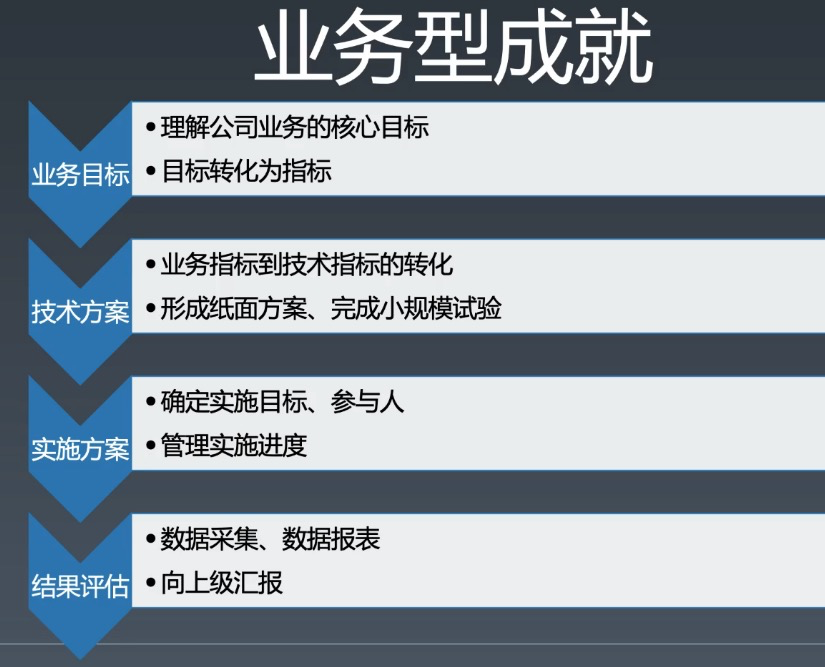 业务型成就
业务目标
•理解公司业务的核心目标
•目标转化为指标
技术方案
•业务指标到技术指标的转化
•形成纸面方案、完成小规模试验
实施方案
•确定实施目标、参与人
•管理实施进度
结果评估
•数据采集、数据报表
•向上级汇报